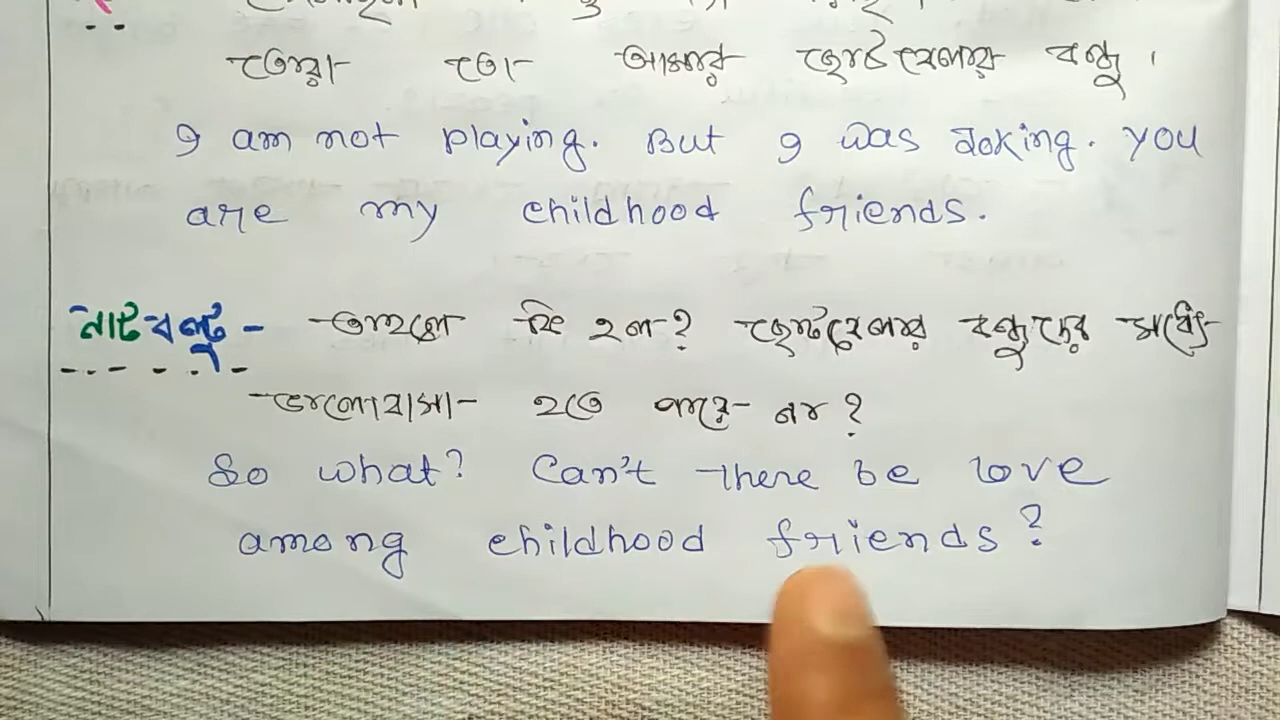 তোরা তো আমার ছোটবেলার বন্ধু ।
I am not playing. But I was Joking. You
are my childhood friends.
নাটবল্টু - তাহলে কি হল? ছোটবেলার বন্ধুদের মধ্যে
ভালোবাসা হতে পারে না ?
So what? Can't there be love
among childhood friends?